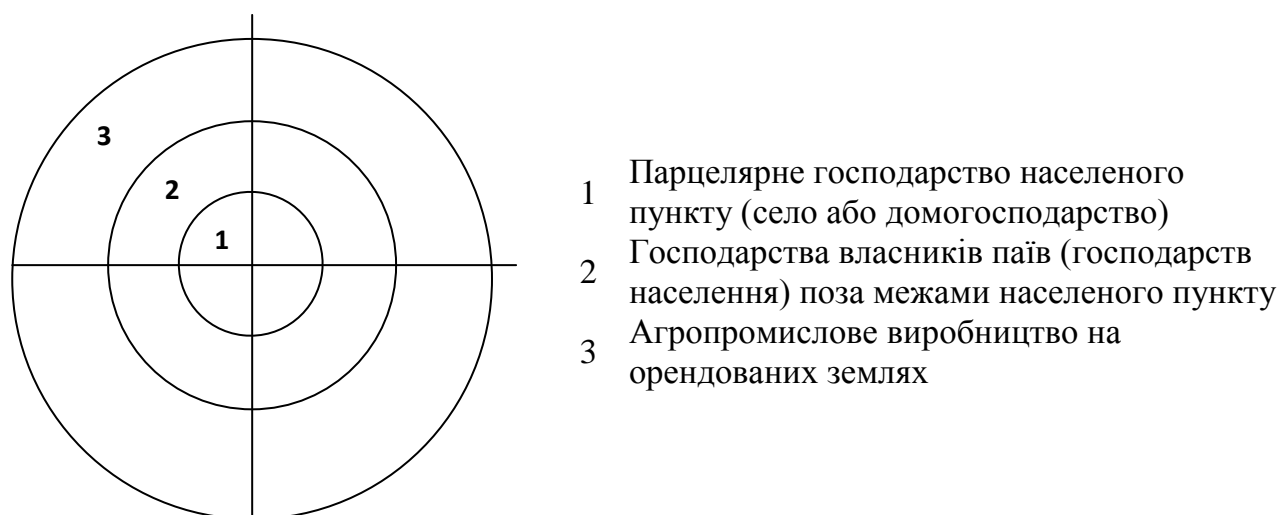 3
2
1
1 Парцелярне господарство населеного
пункту (село або домогосподарство)
2 Господарства власників паїв (господарств
населення) поза межами населеного пункту
3 Агропромислове виробництво на
орендованих землях